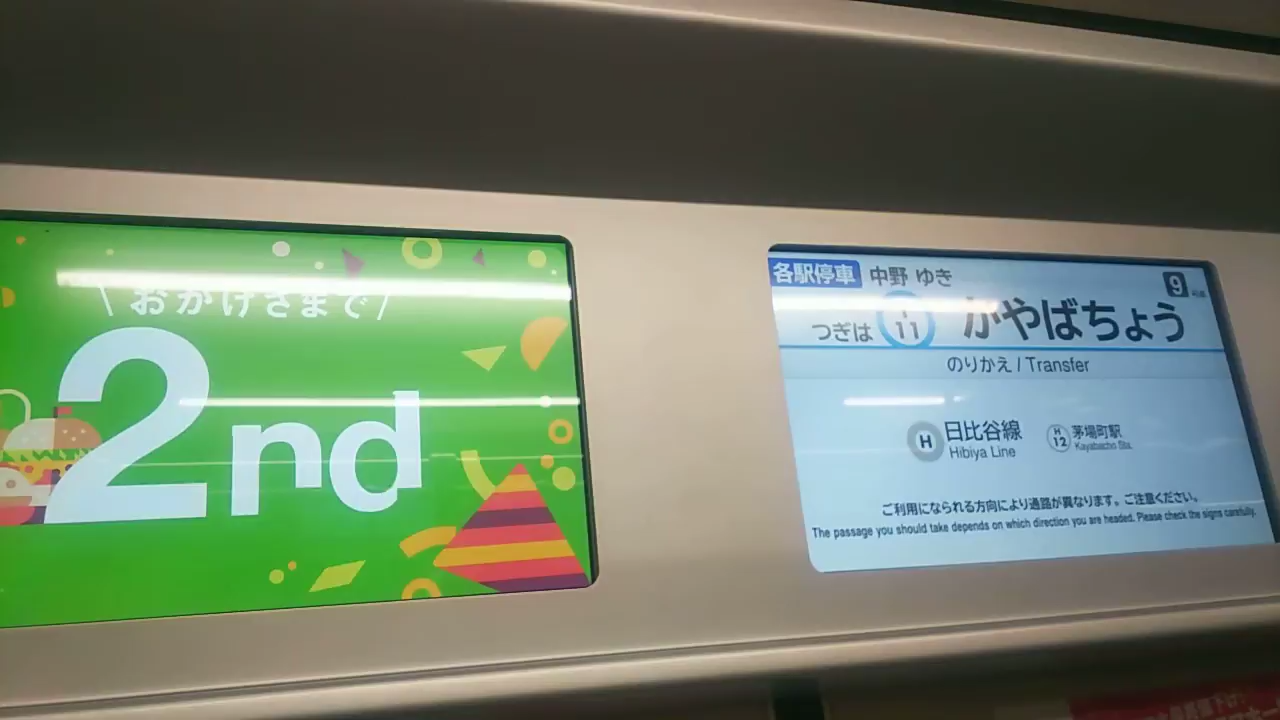 \ おかげさまで /
2nd
各駅停車 中野 ゆき
9 号車
つぎは
T
11
かやばちょう
のりかえ / Transfer
H 日比谷線
Hibiya Line
H
12
茅場町駅
Kayabacho Sta.
ご利用になられる方向により通路が異なります。ご注意ください。
The passage you should take depends on which direction you are headed. Please check the signs carefully.